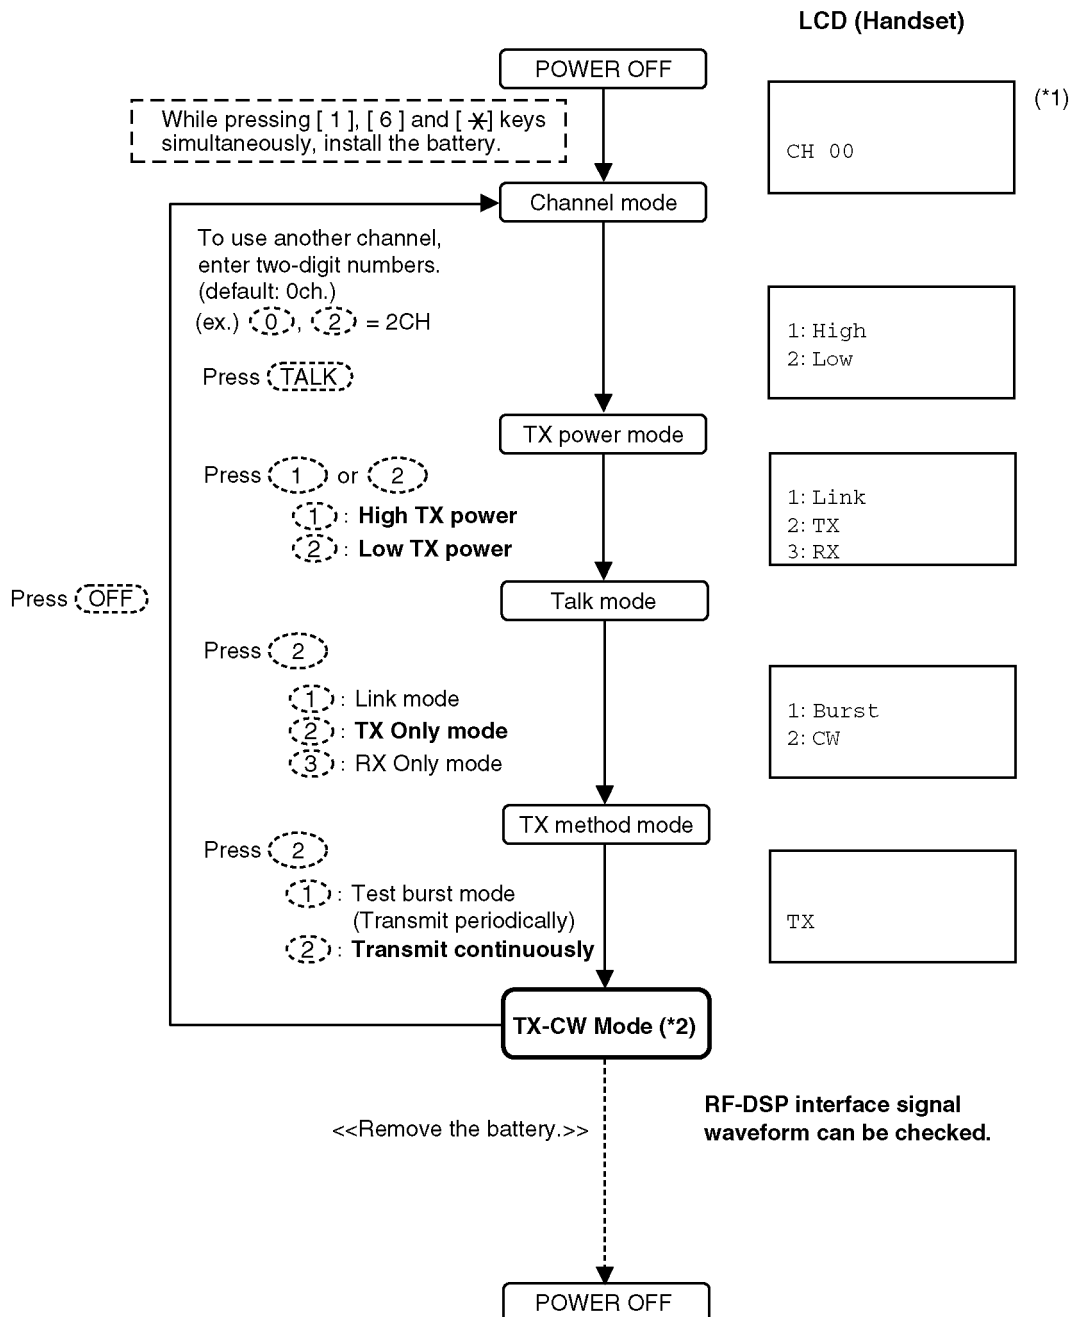 LCD (Handset)
POWER OFF
(*1)
While pressing [ 1 ], [ 6 ] and [ * ] keys
simultaneously, install the battery.
CH 00
Channel mode
To use another channel,
enter two-digit numbers.
(default: 0ch.)
(ex.) 0, 2 = 2CH
1: High
2: Low
Press TALK
TX power mode
Press 1 or 2
1 : High TX power
2 : Low TX power
1: Link
2: TX
3: RX
Press OFF
Talk mode
Press 2
1 : Link mode
2 : TX Only mode
3 : RX Only mode
1: Burst
2: CW
TX method mode
Press 2
1 : Test burst mode
(Transmit periodically)
2 : Transmit continuously
TX
TX-CW Mode (*2)
RF-DSP interface signal
waveform can be checked.
<<Remove the battery.>>
POWER OFF